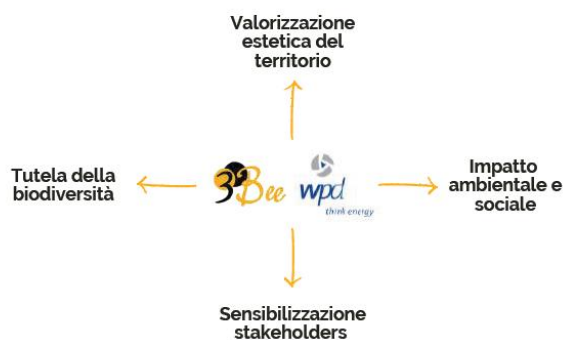 Valorizzazione
estetica del
territorio
Tutela della
biodiversità
3Bee
wpd
think energy
Impatto
ambientale e
sociale
Sensibilizzazione
stakeholders